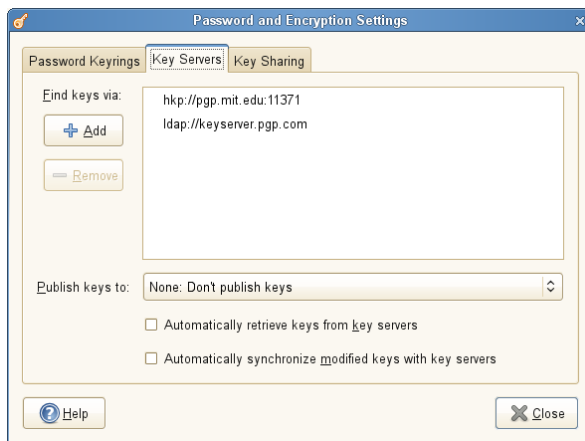 Password and Encryption Settings
Password Keyrings
Key Servers
Key Sharing
Find keys via:
hkp://pgp.mit.edu:11371
ldap://keyserver.pgp.com
Add
Remove
Publish keys to:
None: Don't publish keys
Automatically retrieve keys from key servers
Automatically synchronize modified keys with key servers
Help
Close